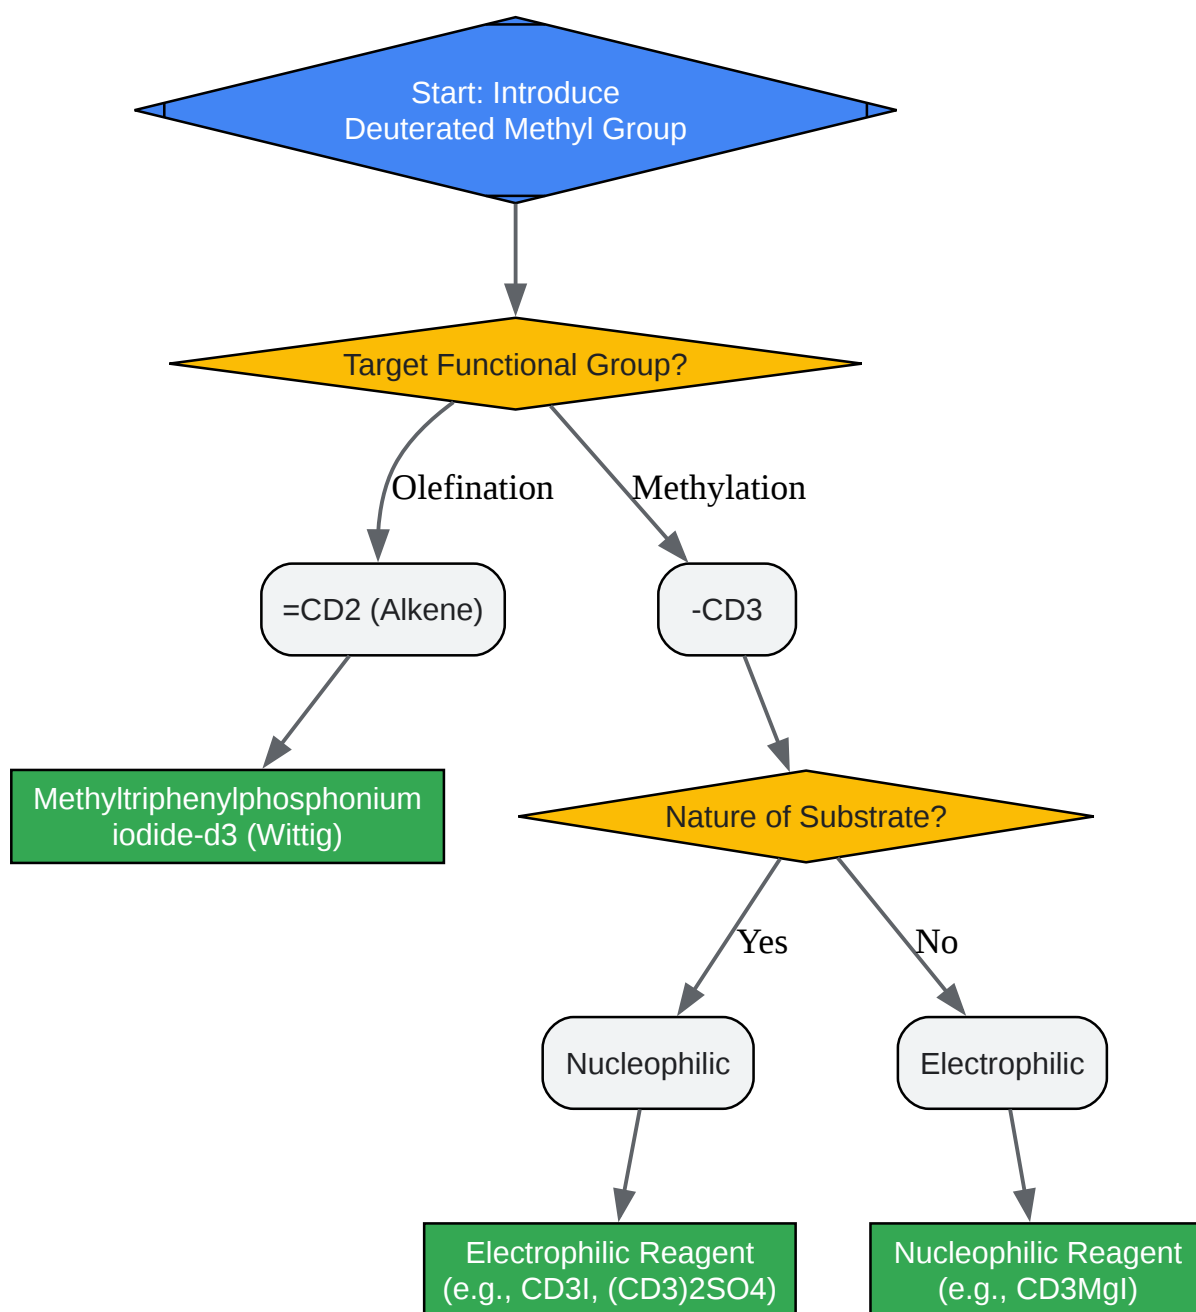 Start: Introduce
Deuterated Methyl Group
Target Functional Group?
Olefination
Methylation
=CD2 (Alkene)
-CD3
Methyltriphenylphosphonium
iodide-d3 (Wittig)
Nature of Substrate?
Yes
No
Nucleophilic
Electrophilic
Electrophilic Reagent
(e.g., CD3I, (CD3)2SO4)
Nucleophilic Reagent
(e.g., CD3MgI)